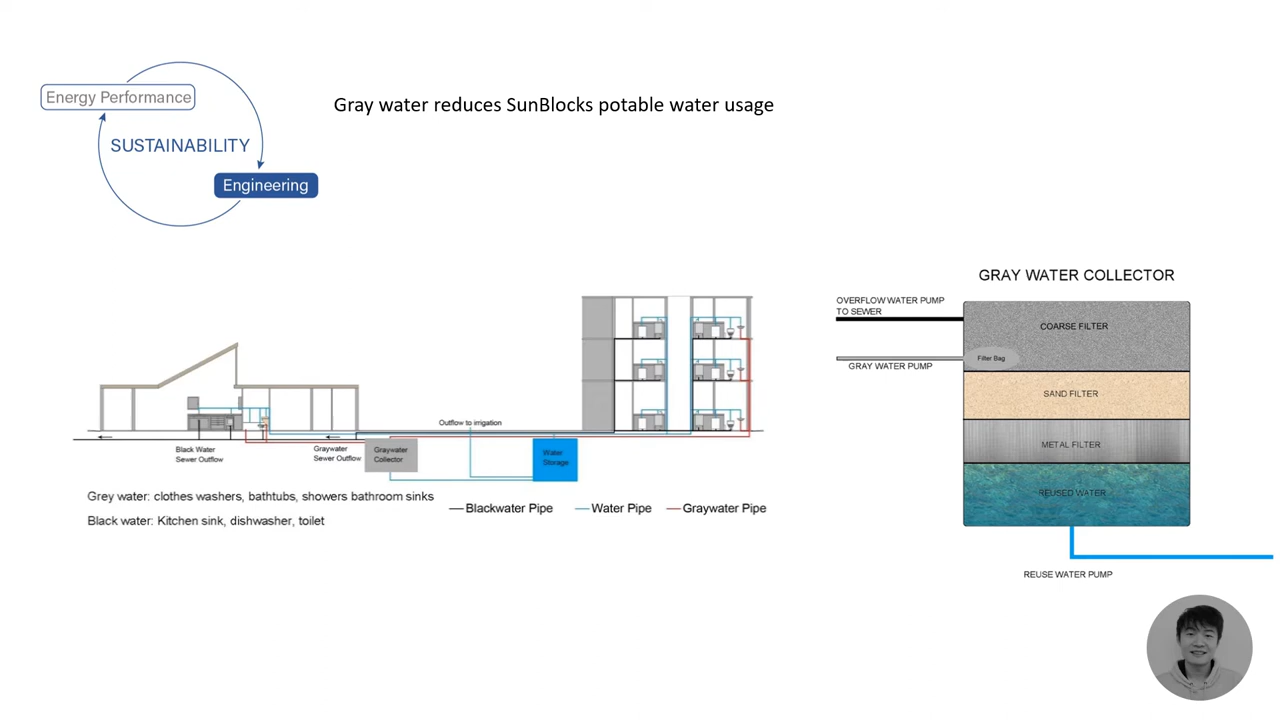 Energy Performance
SUSTAINABILITY
Engineering
Gray water reduces SunBlocks potable water usage
GRAY WATER COLLECTOR
OVERFLOW WATER PUMP
TO SEWER
COARSE FILTER
Filter Bag
GRAY WATER PUMP
SAND FILTER
METAL FILTER
REUSED WATER
REUSE WATER PUMP
Outflow to irrigation
Black Water
Sewer Outflow
Graywater
Sewer Outflow
Graywater
Collector
Water
Storage
Grey water: clothes washers, bathtubs, showers bathroom sinks
Black water: Kitchen sink, dishwasher, toilet
Blackwater Pipe
Water Pipe
Graywater Pipe